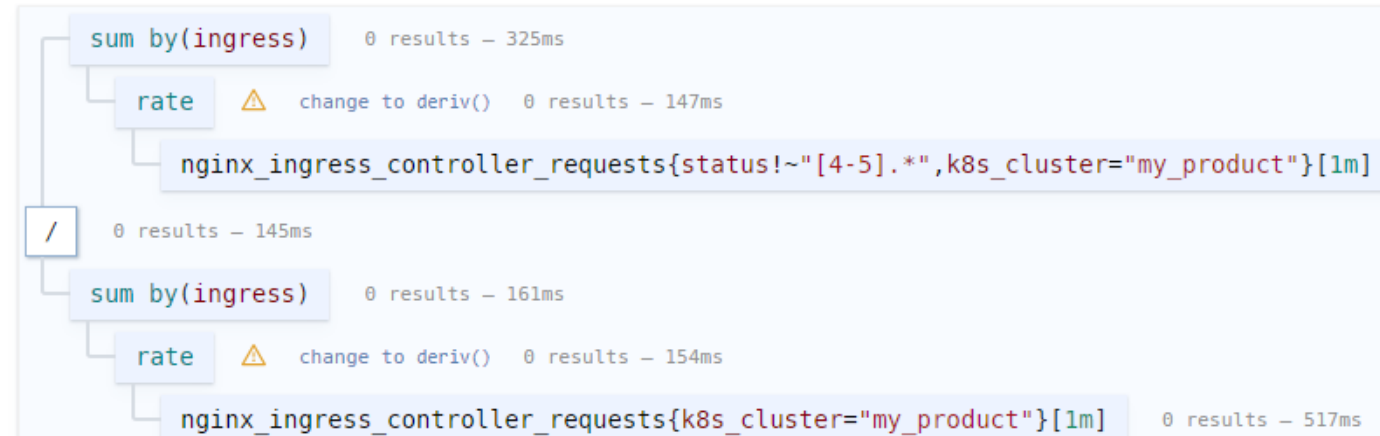 sum by(ingress) 0 results – 325ms
rate ⚠ change to deriv() 0 results – 147ms
nginx_ingress_controller_requests{status!~"[4-5].*",k8s_cluster="my_product"}[1m]
/ 0 results – 145ms
sum by(ingress) 0 results – 161ms
rate ⚠ change to deriv() 0 results – 154ms
nginx_ingress_controller_requests{k8s_cluster="my_product"}[1m] 0 results – 517ms